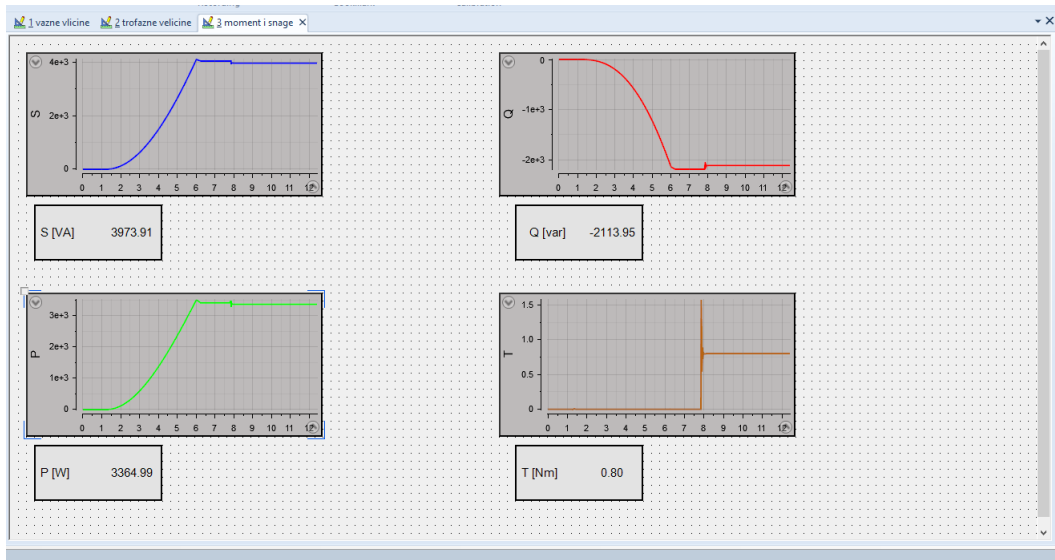 1 vazne vlicine 2 trofazne velicine 3 moment i snage
S
4e+3
2e+3
0
0 1 2 3 4 5 6 7 8 9 10 11 12
S [VA] 3973.91
Q
0
-1e+3
-2e+3
0 1 2 3 4 5 6 7 8 9 10 11 12
Q [var] -2113.95
P
3e+3
2e+3
1e+3
0
0 1 2 3 4 5 6 7 8 9 10 11 12
P [W] 3364.99
T
1.5
1.0
0.5
0
0 1 2 3 4 5 6 7 8 9 10 11 12
T [Nm] 0.80